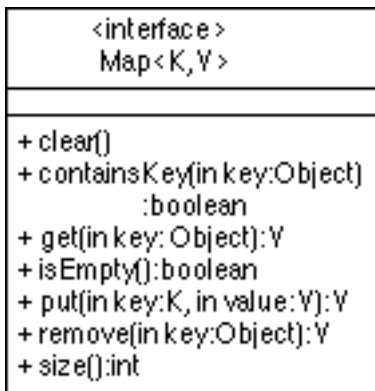 <interface>
Map<K,V>
+ clear()
+ containsKey(in key:Object)
:boolean
+ get(in key: Object):V
+ isEmpty():boolean
+ put(in key:K, in value:V):V
+ remove(in key:Object):V
+ size():int